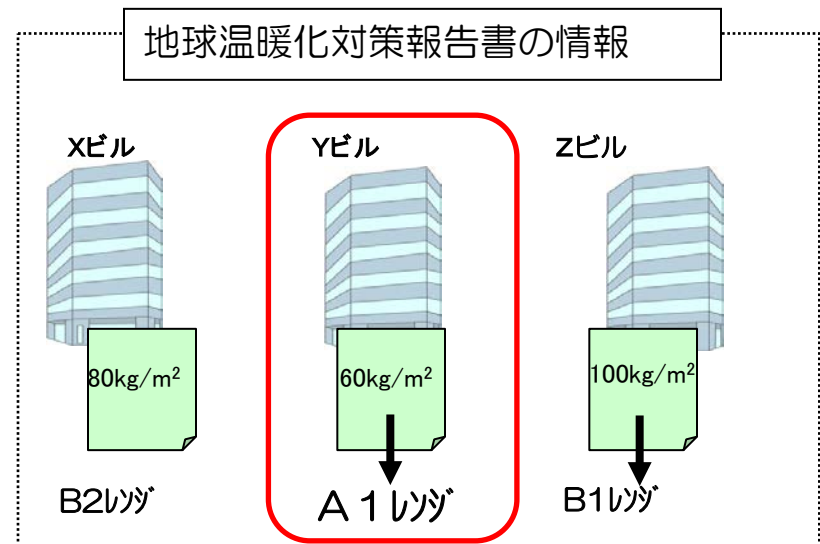 地球温暖化対策報告書の情報
Xビル
Yビル
Zビル
80kg/m²
60kg/m²
100kg/m²
B2ﾚﾝｼﾞ
A1ﾚﾝｼﾞ
B1ﾚﾝｼﾞ